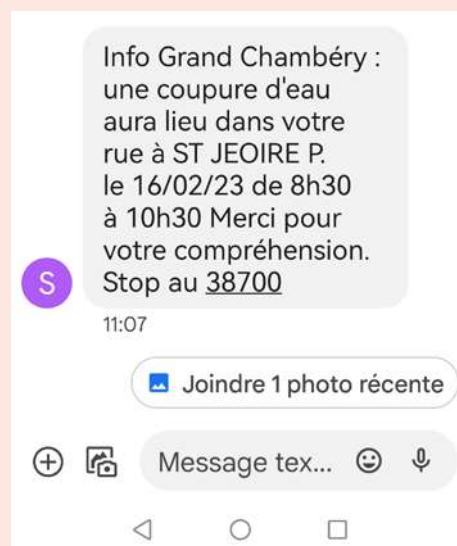 Info Grand Chambéry :
une coupure d'eau
aura lieu dans votre
rue à ST JEOIRE P.
le 16/02/23 de 8h30
à 10h30 Merci pour
votre compréhension.
Stop au 38700
S
11:07
Joindre 1 photo récente
Message tex...